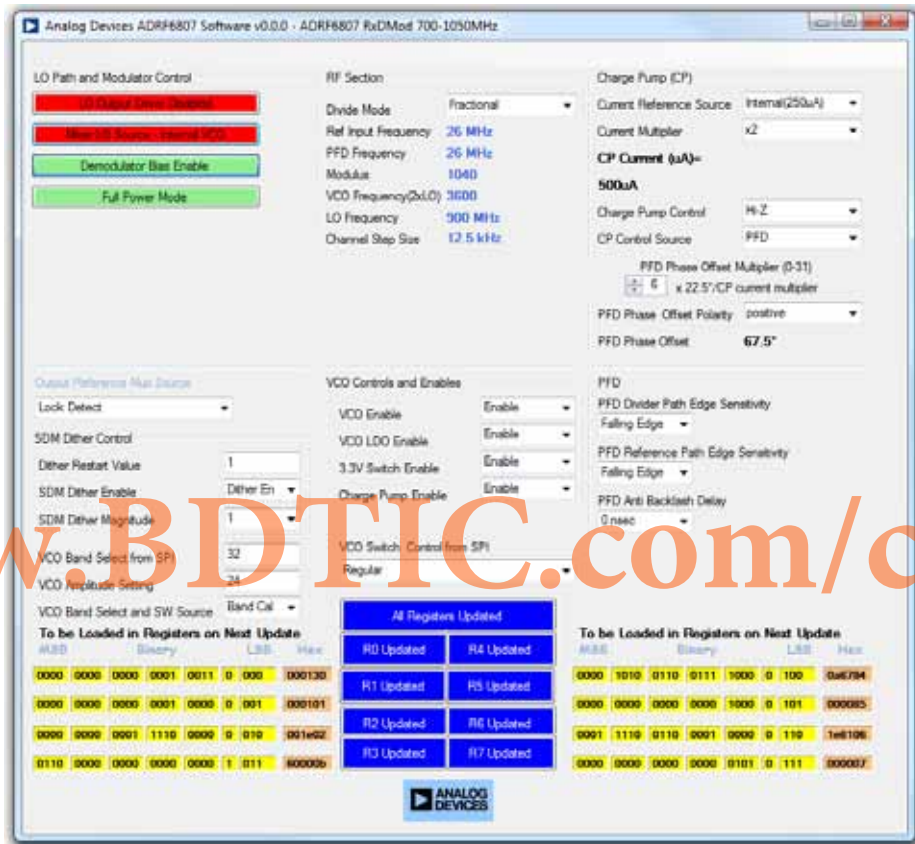 Analog Devices ADRF6807 Software v0.0.0 - ADRF6807 RxDMod 700-1050MHz
LO Path and Modulator Control
LO Output Driver Disabled
Internal VCO
Demodulator Bias Enable
Full Power Mode
RF Section
Divide Mode Fractional
Ref Input Frequency 26 MHz
PFD Frequency 26 MHz
Modulus 1040
VCO Frequency(2xLO) 3600
LO Frequency 900 MHz
Channel Step Size 12.5 kHz
Charge Pump (CP)
Current Reference Source Internal(250uA)
Current Multiplier x2
CP Current (uA)=
500uA
Charge Pump Control Hi-Z
CP Control Source PFD
PFD Phase Offset Multiplier (0-31)
6 x 22.5°/CP current multiplier
PFD Phase Offset Polarity positive
PFD Phase Offset 67.5°
Output Reference Mux Source
Lock Detect
SDM Dither Control
Dither Restart Value 1
SDM Dither Enable Dither En
SDM Dither Magnitude 1
VCO Band Select from SPI 32
VCO Amplitude Setting 24
VCO Band Select and SW Source Band Cal
VCO Controls and Enables
VCO Enable Enable
VCO LDO Enable Enable
3.3V Switch Enable Enable
Charge Pump Enable Enable
VCO Switch Control from SPI
Regular
PFD
PFD Divider Path Edge Sensitivity
Falling Edge
PFD Reference Path Edge Sensitivity
Falling Edge
PFD Anti Backlash Delay
0 nsec
w.BDTIC.com/c
To be Loaded in Registers on Next Update
MSB Binary LSB Hex
0000 0000 0000 0001 0011 0 000 000130
0000 0000 0000 0001 0000 0 001 000101
0000 0000 0001 1110 0000 0 010 001e02
0110 0000 0000 0000 0000 1 011 60000b
All Registers Updated
R0 Updated R4 Updated
R1 Updated R5 Updated
R2 Updated R6 Updated
R3 Updated R7 Updated
To be Loaded in Registers on Next Update
MSB Binary LSB Hex
0000 1010 0110 0111 1000 0 100 0a6784
0000 0000 0000 0000 1000 0 101 000085
0001 1110 0110 0001 0000 0 110 1e6106
0000 0000 0000 0000 0101 0 111 000007
ANALOG
DEVICES